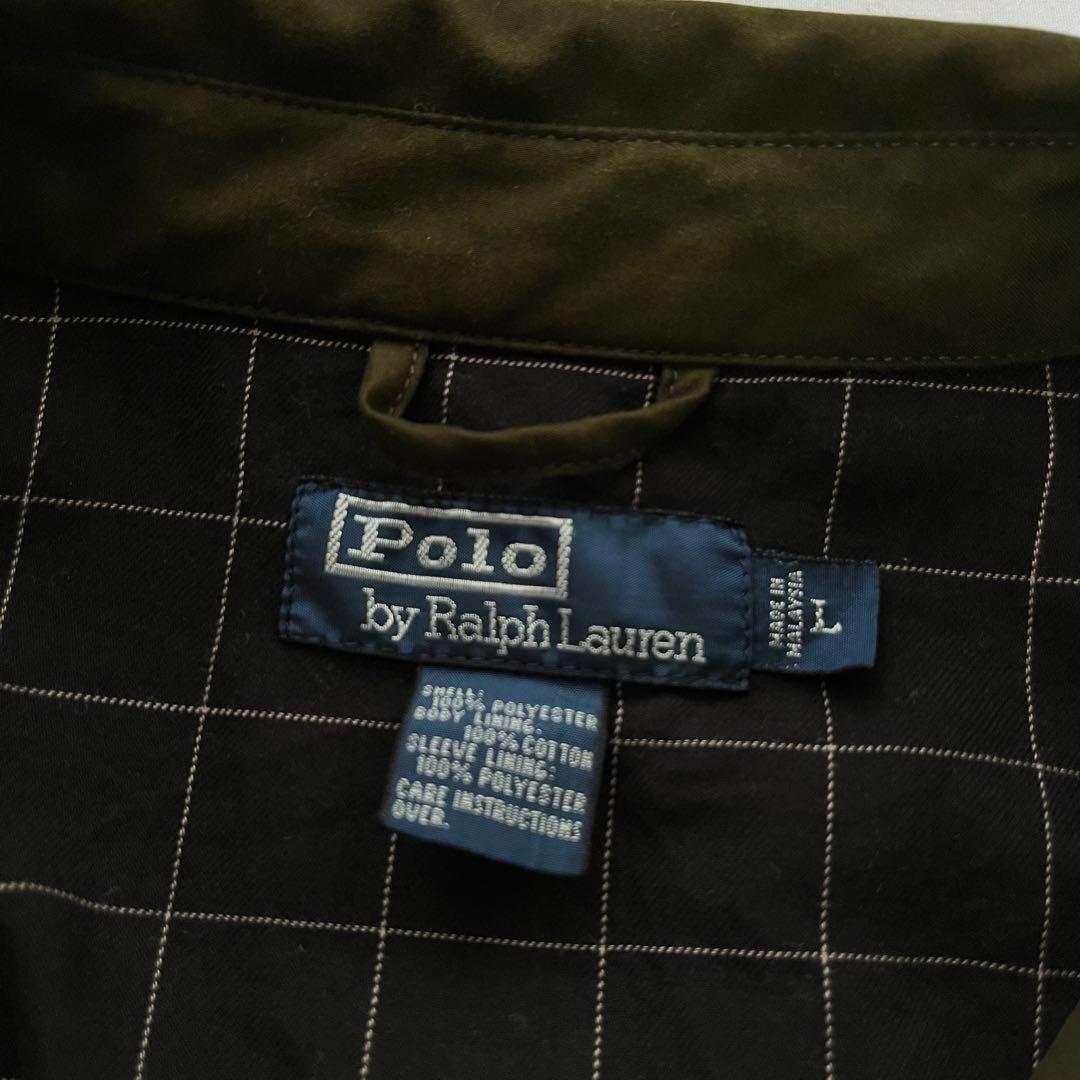 Polo
by Ralph Lauren
MADE IN
MALAYSIA
L
SHELL:
100% POLYESTER
BODY LINING:
100% COTTON
SLEEVE LINING:
100% POLYESTER
CARE INSTRUCTIONS
OVER.